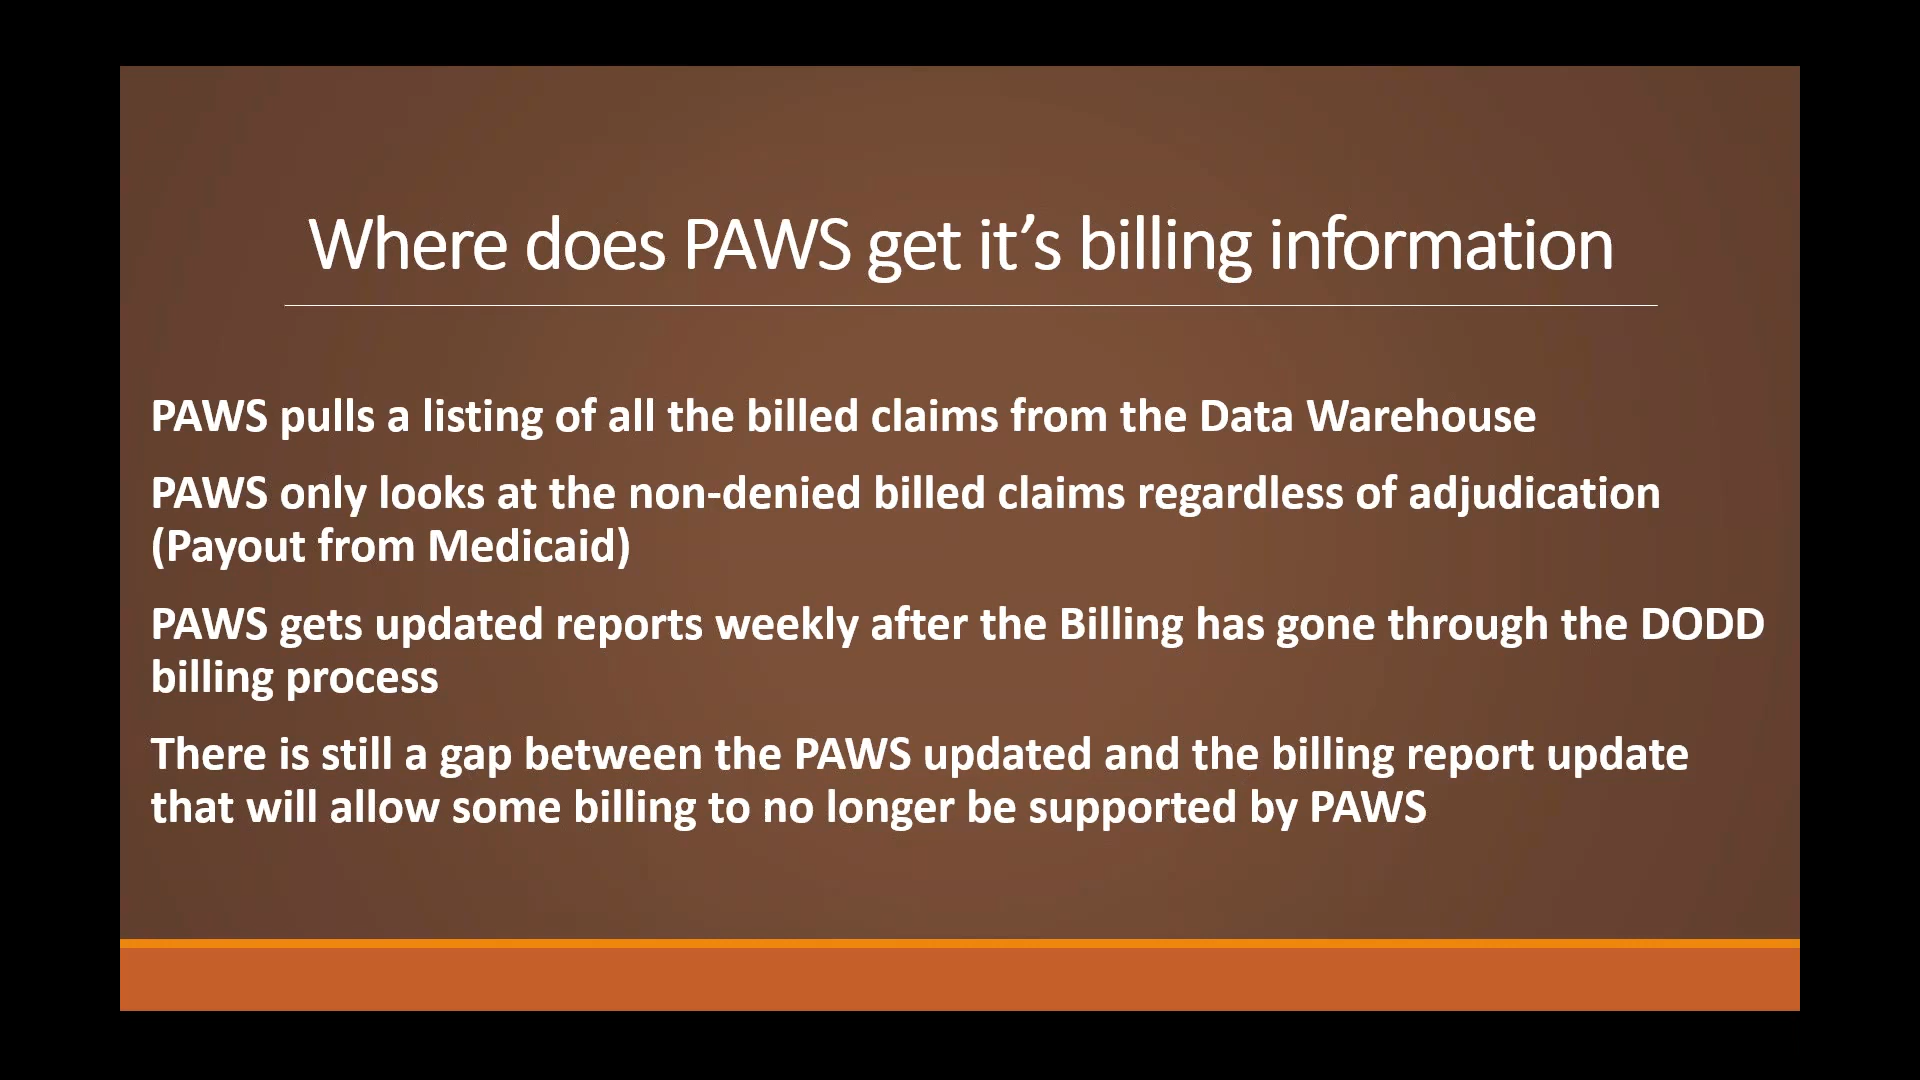 Where does PAWS get it’s billing information
PAWS pulls a listing of all the billed claims from the Data Warehouse
PAWS only looks at the non-denied billed claims regardless of adjudication
(Payout from Medicaid)
PAWS gets updated reports weekly after the Billing has gone through the DODD
billing process
There is still a gap between the PAWS updated and the billing report update
that will allow some billing to no longer be supported by PAWS